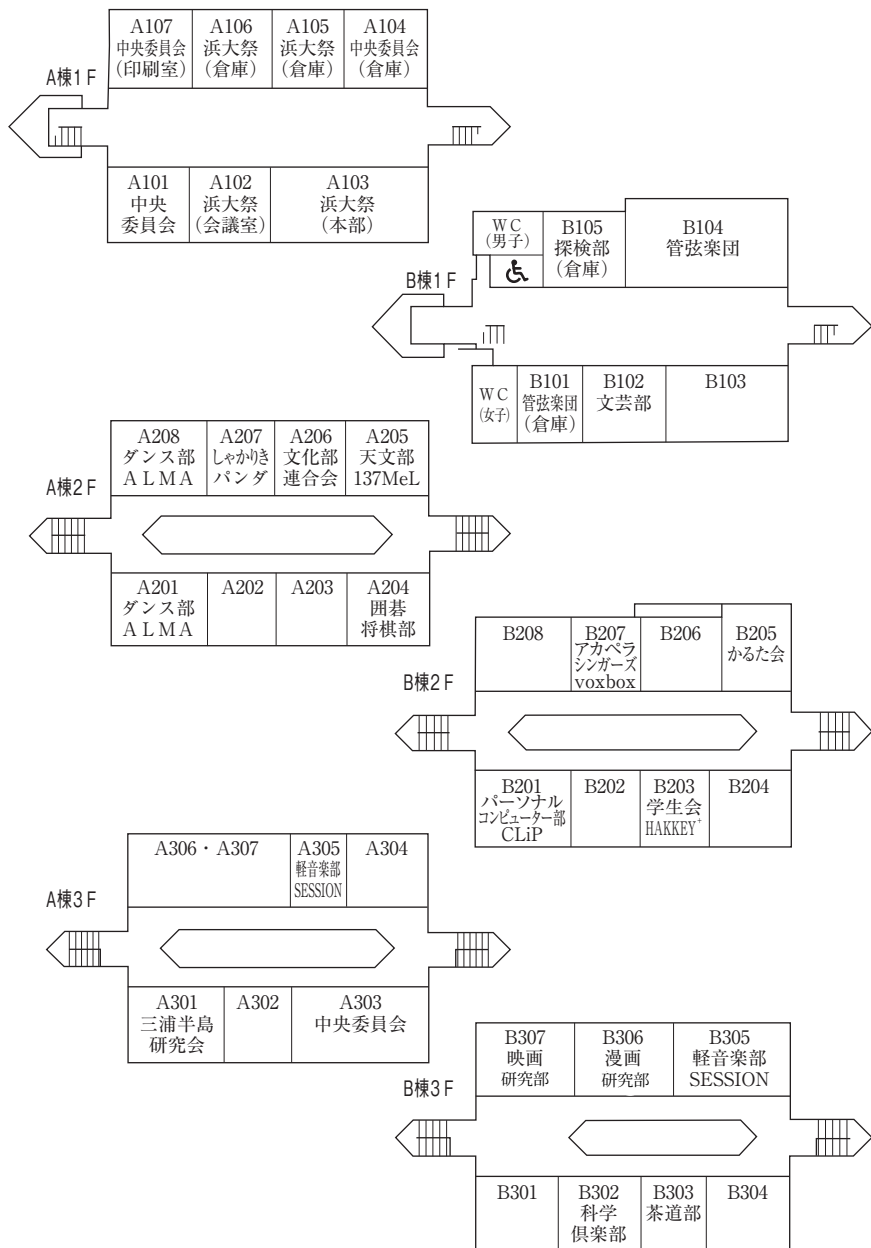 A棟1F
A107
中央委員会
(印刷室)
A106
浜大祭
(倉庫)
A105
浜大祭
(倉庫)
A104
中央委員会
(倉庫)
A101
中央
委員会
A102
浜大祭
(会議室)
A103
浜大祭
(本部)
B棟1F
WC
(男子)
B105
探検部
(倉庫)
B104
管弦楽団
WC
(女子)
B101
管弦楽団
(倉庫)
B102
文芸部
B103
A棟2F
A208
ダンス部
ALMA
A207
しゃかりき
パンダ
A206
文化部
連合会
A205
天文部
137MeL
A201
ダンス部
ALMA
A202
A203
A204
囲碁
将棋部
B棟2F
B208
B207
アカペラ
シンガーズ
voxbox
B206
B205
かるた会
B201
パーソナル
コンピューター部
CLiP
B202
B203
学生会
HAKKEY⁺
B204
A棟3F
A306・A307
A305
軽音楽部
SESSION
A304
A301
三浦半島
研究会
A302
A303
中央委員会
B棟3F
B307
映画
研究部
B306
漫画
研究部
B305
軽音楽部
SESSION
B301
B302
科学
倶楽部
B303
茶道部
B304